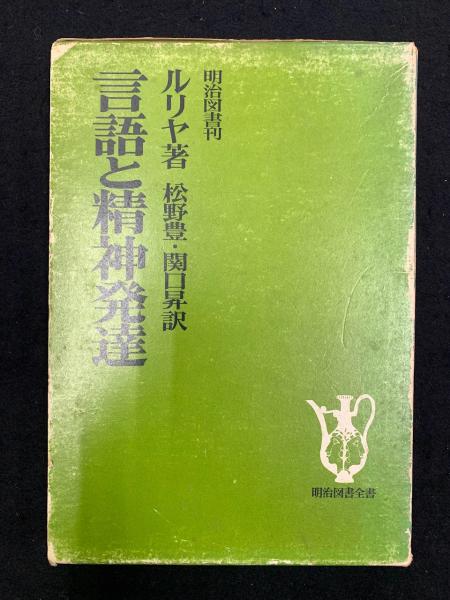 明治図書刊
ルリヤ著 松野豊・関口昇訳
言語と精神発達
明治図書全書